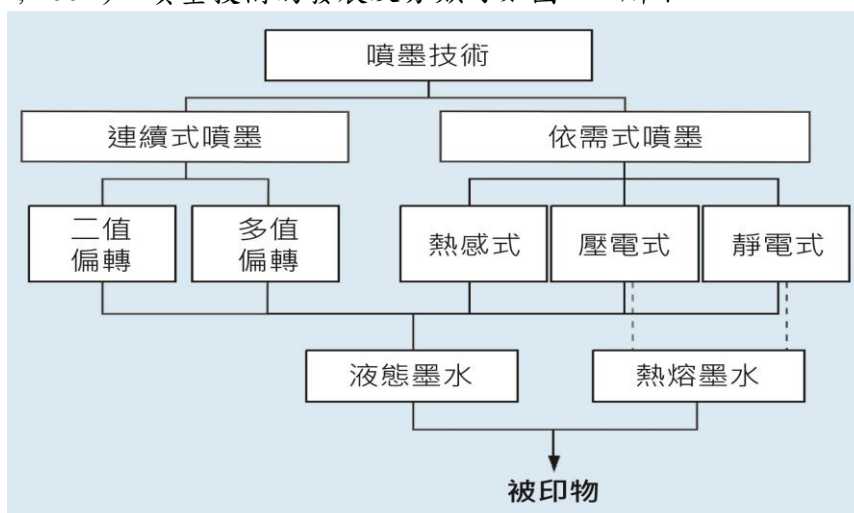 噴墨技術
連續式噴墨
依需式噴墨
二值
偏轉
多值
偏轉
熱感式
壓電式
靜電式
液態墨水
熱熔墨水
被印物